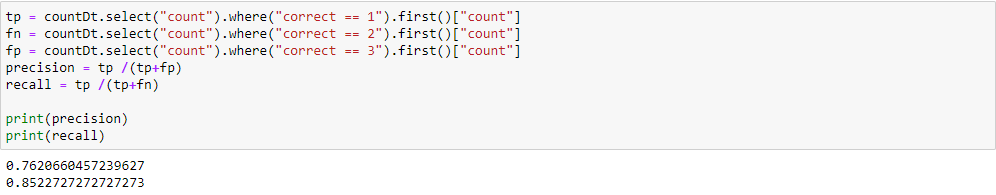 tp = countDt.select("count").where("correct == 1").first()["count"]
fn = countDt.select("count").where("correct == 2").first()["count"]
fp = countDt.select("count").where("correct == 3").first()["count"]
precision = tp /(tp+fp)
recall = tp /(tp+fn)
print(precision)
print(recall)
0.7620660457239627
0.8522727272727273